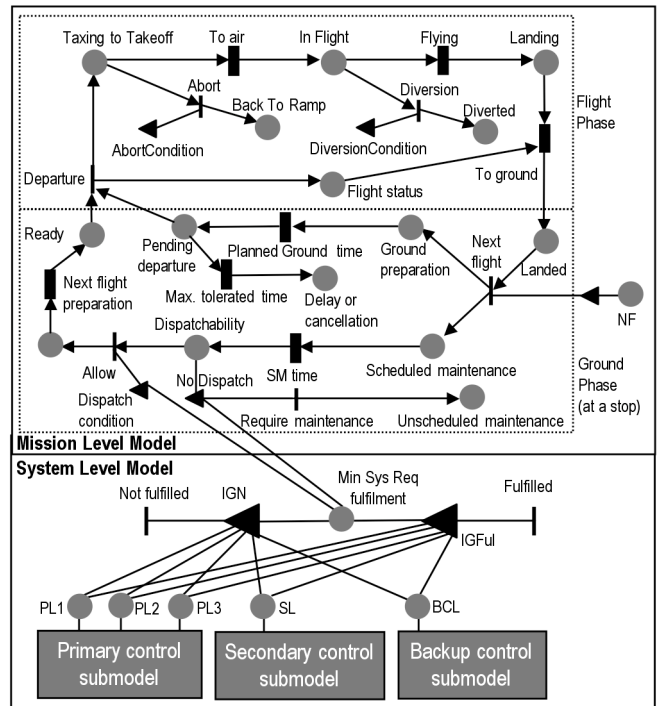 Taxing to Takeoff
To air
In Flight
Flying
Landing
Abort
Back To Ramp
AbortCondition
Diversion
Diverted
DiversionCondition
Flight
Phase
Departure
Flight status
To ground
Ready
Pending
departure
Planned Ground time
Ground
preparation
Next
flight
Landed
Next flight
preparation
Max. tolerated time
Delay or
cancellation
NF
Dispatchability
Allow
SM time
Scheduled maintenance
Ground
Phase
(at a stop)
Dispatch
condition
No Dispatch
Require maintenance
Unscheduled maintenance
Mission Level Model
System Level Model
Not fulfilled
IGN
Min Sys Req
fulfilment
Fulfilled
IGFul
PL1
PL2
PL3
SL
BCL
Primary control
submodel
Secondary control
submodel
Backup control
submodel